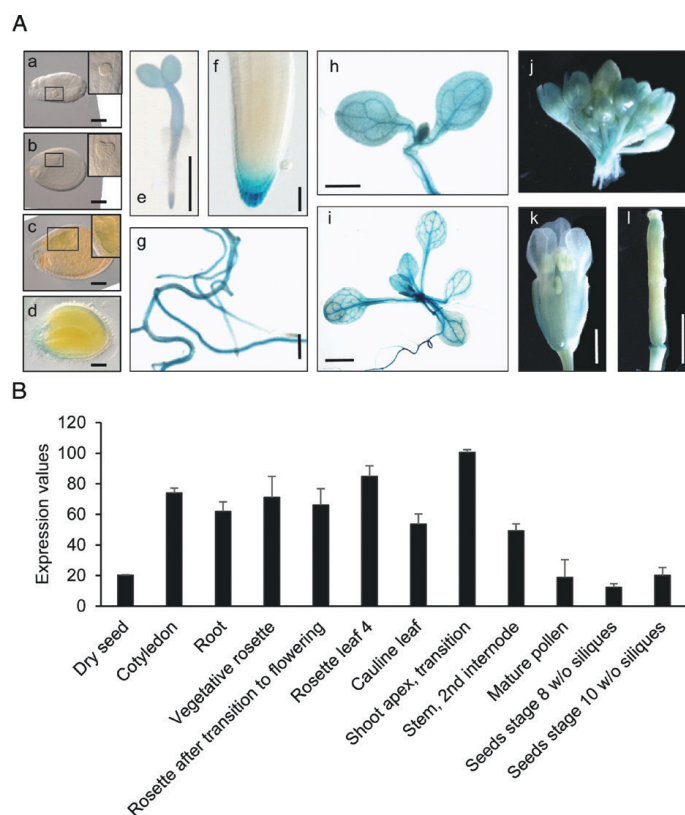 A
a
b
c
d
e
f
g
h
i
j
k
l
B
Expression values
120
100
80
60
40
20
0
Dry seed
Cotyledon
Root
Vegetative rosette
Rosette after transition to flowering
Rosette leaf 4
Cauline leaf
Shoot apex, transition
Stem, 2nd internode
Mature pollen
Seeds stage 8 w/o siliques
Seeds stage 10 w/o siliques